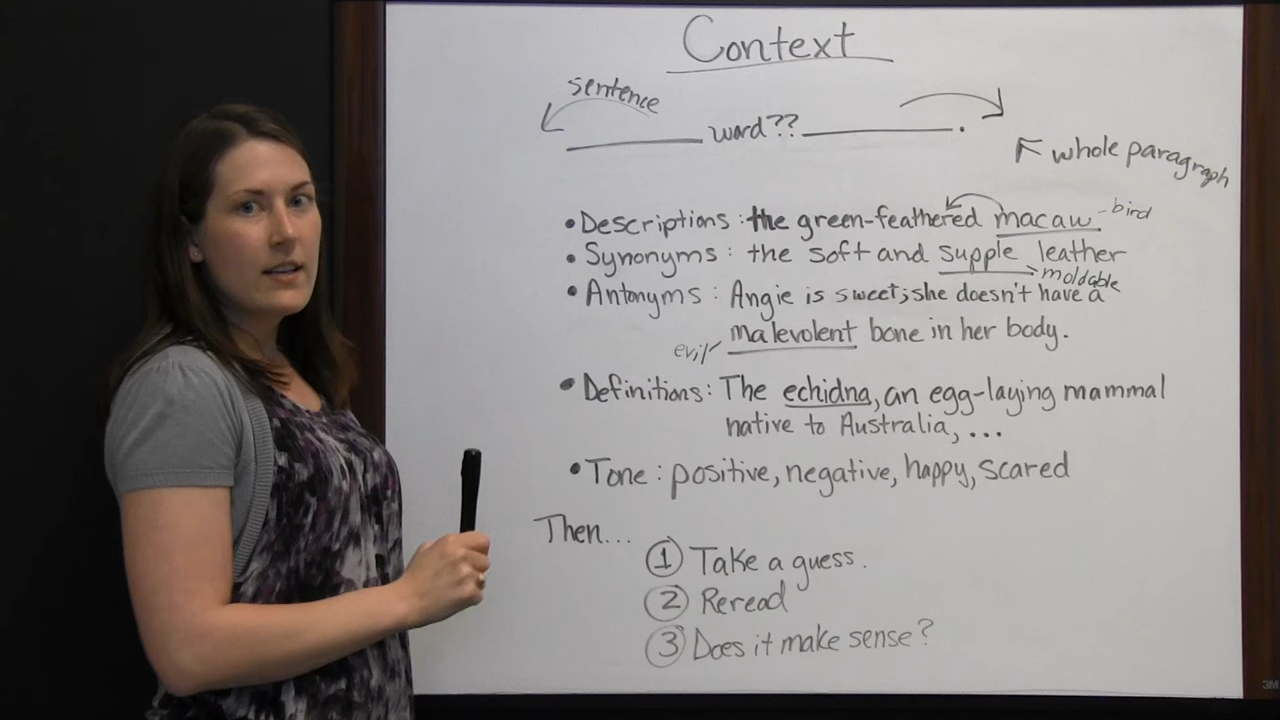 Context
sentence
word??
whole paragraph
• Descriptions: the green-feathered macaw - bird
• Synonyms: the soft and supple leather
moldable
• Antonyms: Angie is sweet; she doesn't have a
malevolent bone in her body.
evil
• Definitions: The echidna, an egg-laying mammal
native to Australia, ...
• Tone: positive, negative, happy, scared
Then...
1 Take a guess.
2 Reread
3 Does it make sense?
3M